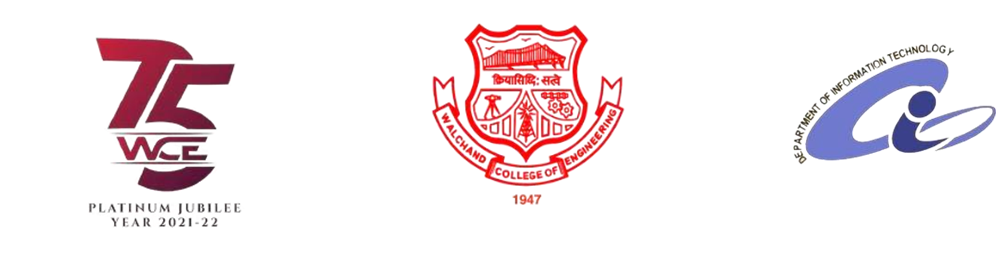 75
WCE
PLATINUM JUBILEE
YEAR 2021-22
क्रियासिद्धि: सत्वे
WALCHAND COLLEGE OF ENGINEERING
1947
DEPARTMENT OF INFORMATION TECHNOLOGY